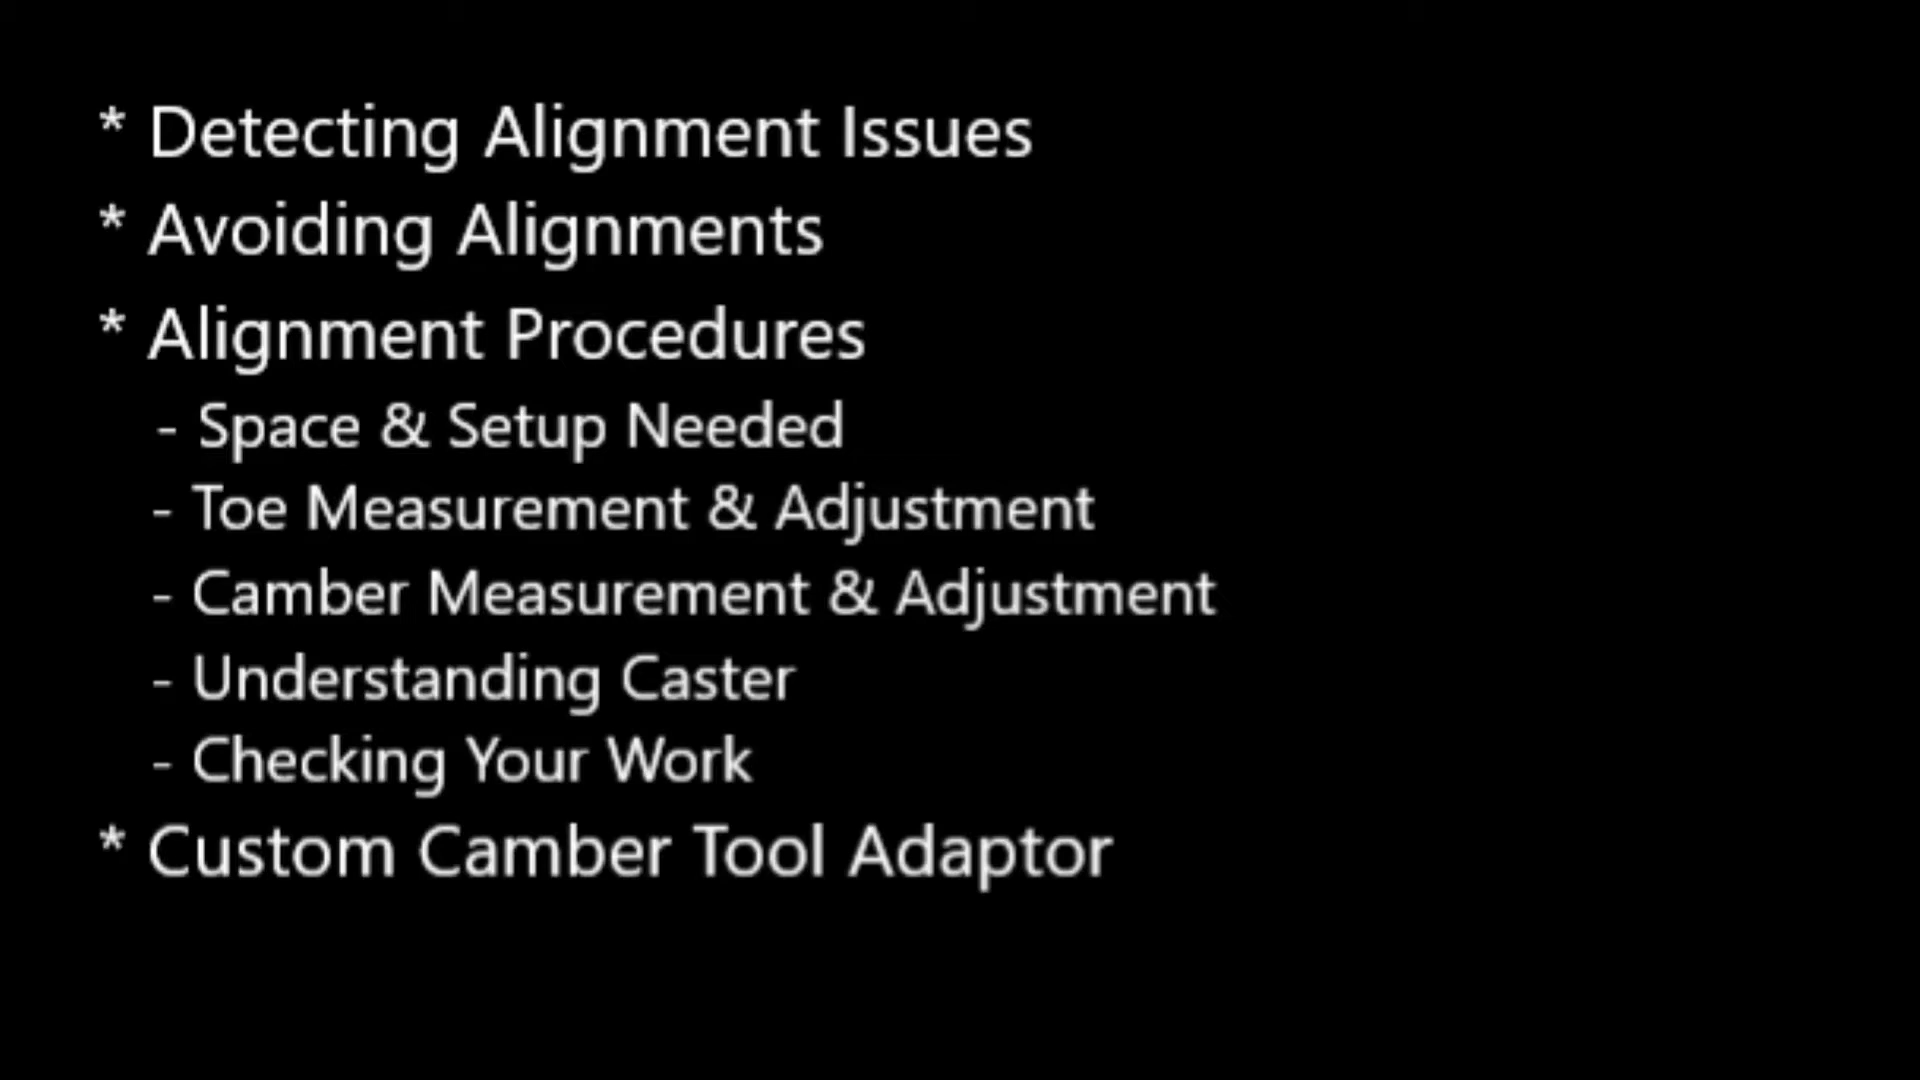 * Detecting Alignment Issues
* Avoiding Alignments
* Alignment Procedures
- Space & Setup Needed
- Toe Measurement & Adjustment
- Camber Measurement & Adjustment
- Understanding Caster
- Checking Your Work
* Custom Camber Tool Adaptor